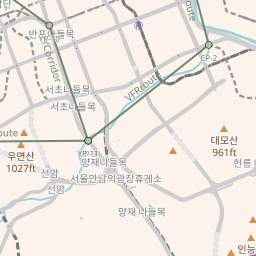 반포나들목
Corridor
VFRroute
CP-2
서초나들목
서초나들목
oute
우면산
1027ft
양재나들목
대모산
961ft
헌릉
선암
선암
서울만남의광장휴게소
양재 나들목
인능